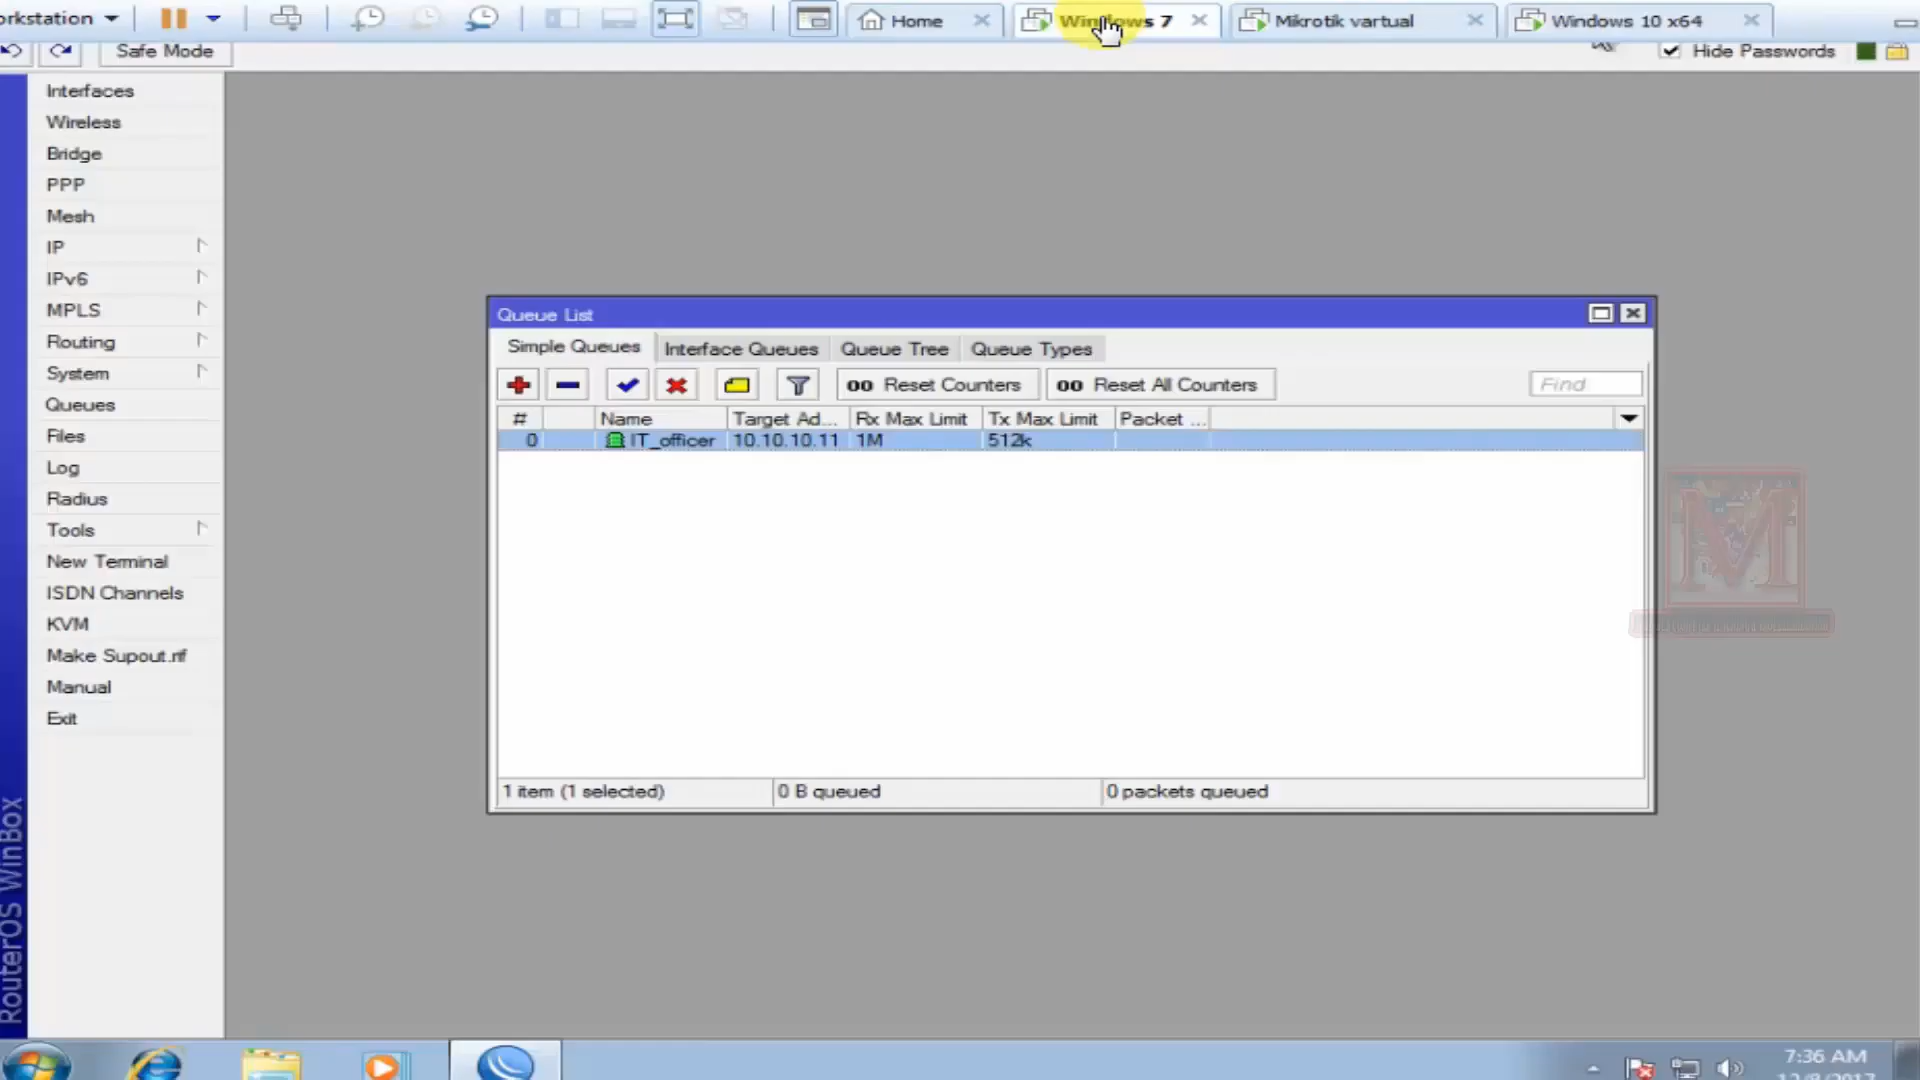 orkstation
Home
Windows 7
Mikrotik vartual
Windows 10 x64
Safe Mode
Hide Passwords
Interfaces
Wireless
Bridge
PPP
Mesh
IP
IPv6
MPLS
Routing
System
Queues
Files
Log
Radius
Tools
New Terminal
ISDN Channels
KVM
Make Supout.rif
Manual
Exit
RouterOS WinBox
Queue List
Simple Queues
Interface Queues
Queue Tree
Queue Types
00 Reset Counters
00 Reset All Counters
Find
# Name Target Ad... Rx Max Limit Tx Max Limit Packet ...
0 IT_officer 10.10.10.11 1M 512k
1 item (1 selected)
0 B queued
0 packets queued
M
7:36 AM
12/8/2017